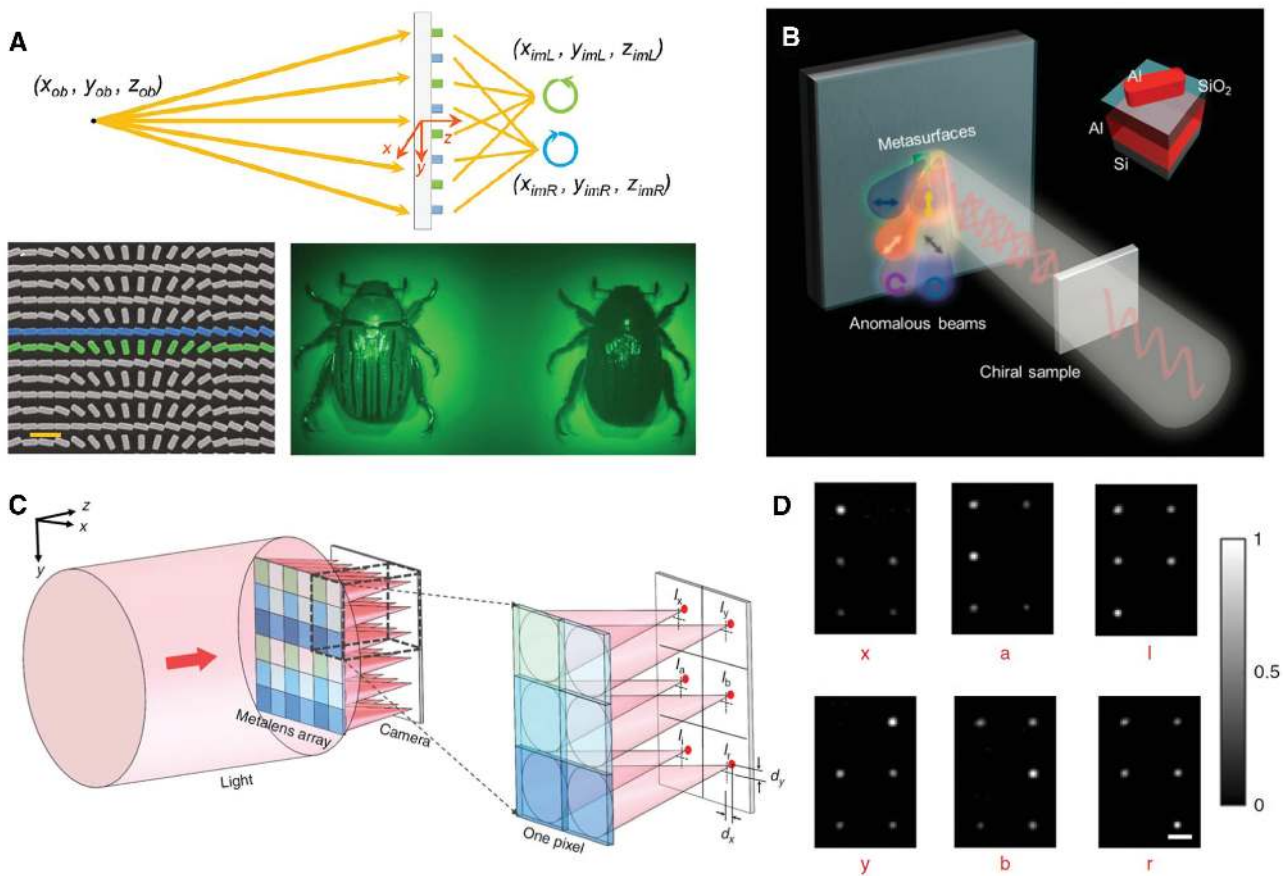 A
(x_ob, y_ob, z_ob)
(x_imL, y_imL, z_imL)
x
y
z
(x_imR, y_imR, z_imR)
B
Al
SiO₂
Al
Si
Metasurfaces
Anomalous beams
Chiral sample
C
z
x
y
Metalens array
Camera
Light
I_x
I_y
I_a
I_b
I_l
I_r
d_y
d_x
One pixel
D
x
a
l
y
b
r
1
0.5
0